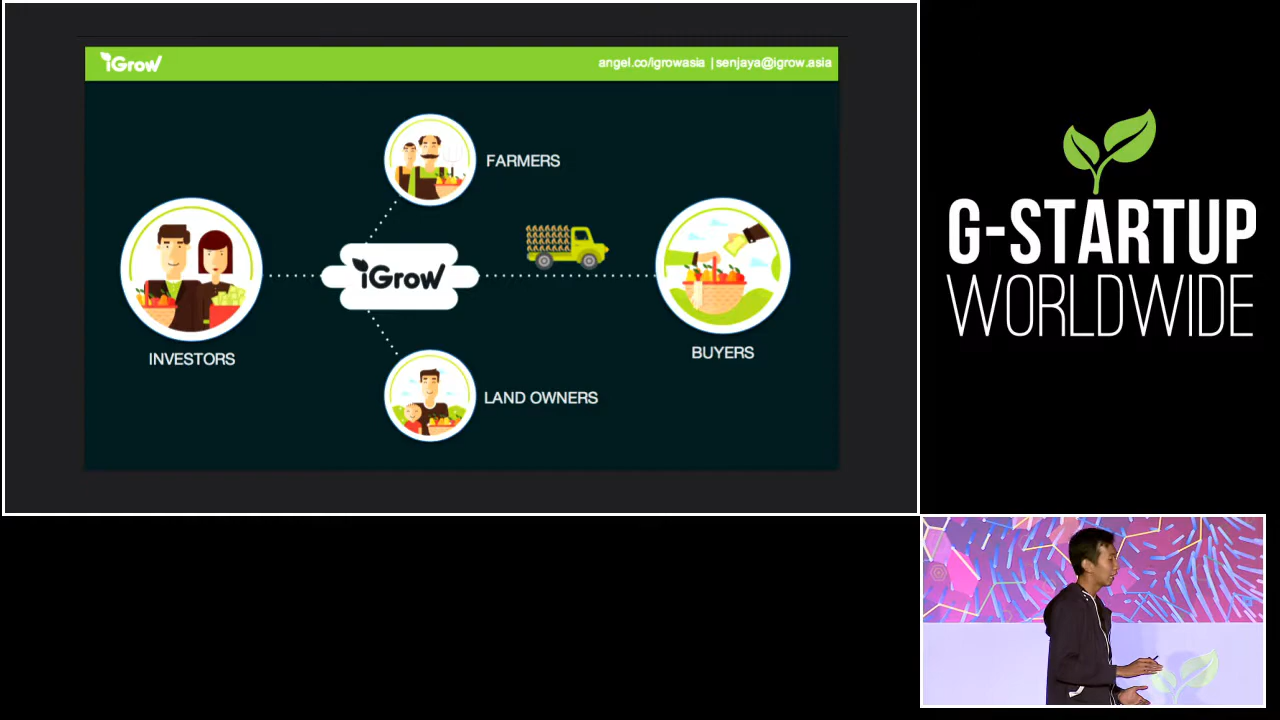 iGrow
angel.co/igrowasia | senjaya@igrow.asia
FARMERS
iGrow
INVESTORS
BUYERS
LAND OWNERS
G-STARTUP
WORLDWIDE